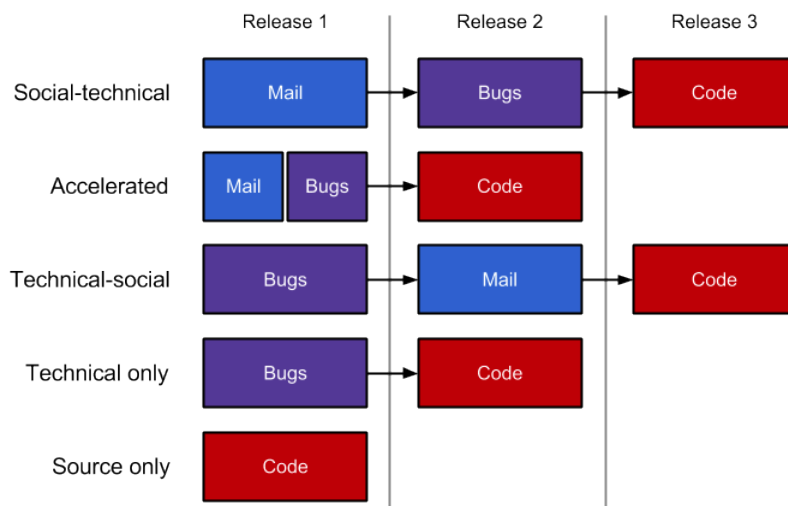 Release 1 Release 2 Release 3
Social-technical Mail Bugs Code
Accelerated Mail Bugs Code
Technical-social Bugs Mail Code
Technical only Bugs Code
Source only Code